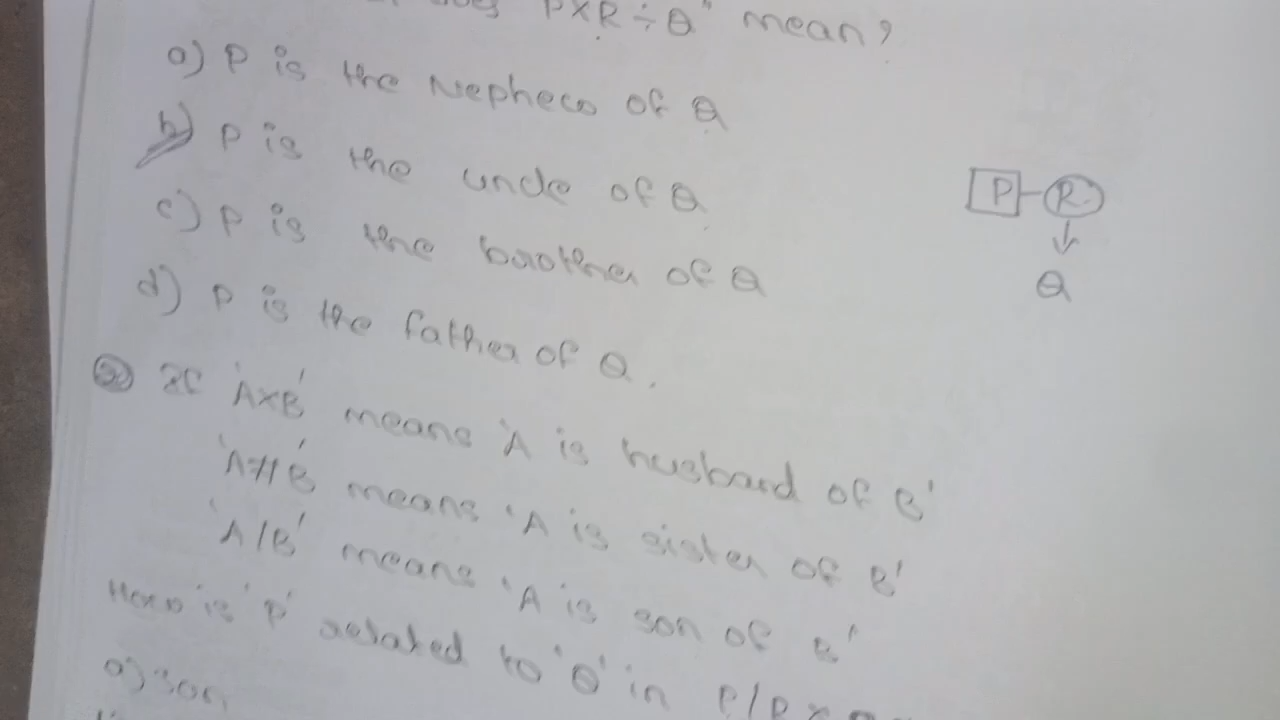 P×R÷Q" mean?
a) P is the Nephew of Q
b) P is the uncle of Q
c) P is the brother of Q
d) P is the father of Q.
P R
Q
② If 'A×B' means 'A is husband of B'
means 'A is sister of B'
'A/B' means 'A is son of B'
How is 'P' related to 'Q' in P/R×
a) son